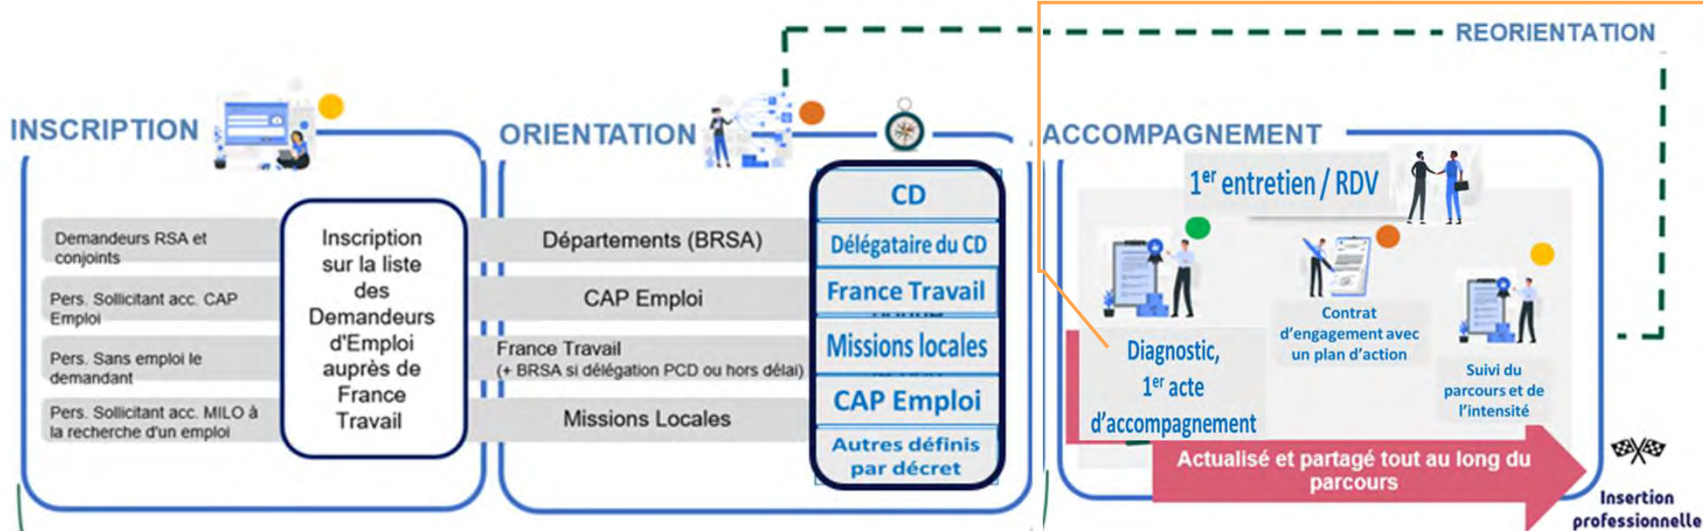 REORIENTATION
INSCRIPTION
Demandeurs RSA et
conjoints
Pers. Sollicitant acc. CAP
Emploi
Pers. Sans emploi le
demandant
Pers. Sollicitant acc. MILO à
la recherche d'un emploi
Inscription
sur la liste
des
Demandeurs
d'Emploi
auprès de
France
Travail
ORIENTATION
Départements (BRSA)
CAP Emploi
France Travail
(+ BRSA si délégation PCD ou hors délai)
Missions Locales
CD
Délégataire du CD
France Travail
Missions locales
CAP Emploi
Autres définis
par décret
ACCOMPAGNEMENT
1er entretien / RDV
Diagnostic,
1er acte
d'accompagnement
Contrat
d'engagement avec
un plan d'action
Suivi du
parcours et de
l'intensité
Actualisé et partagé tout au long du
parcours
Insertion
professionnelle